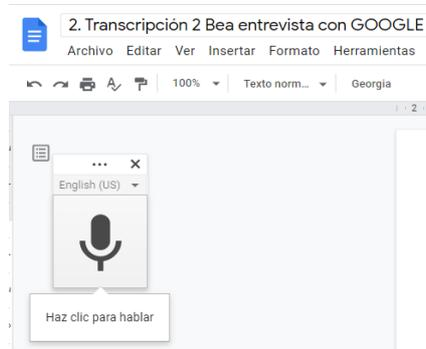 2. Transcripción 2 Bea entrevista con GOOGLE
Archivo Editar Ver Insertar Formato Herramientas
100% Texto norm... Georgia
2
English (US)
Haz clic para hablar